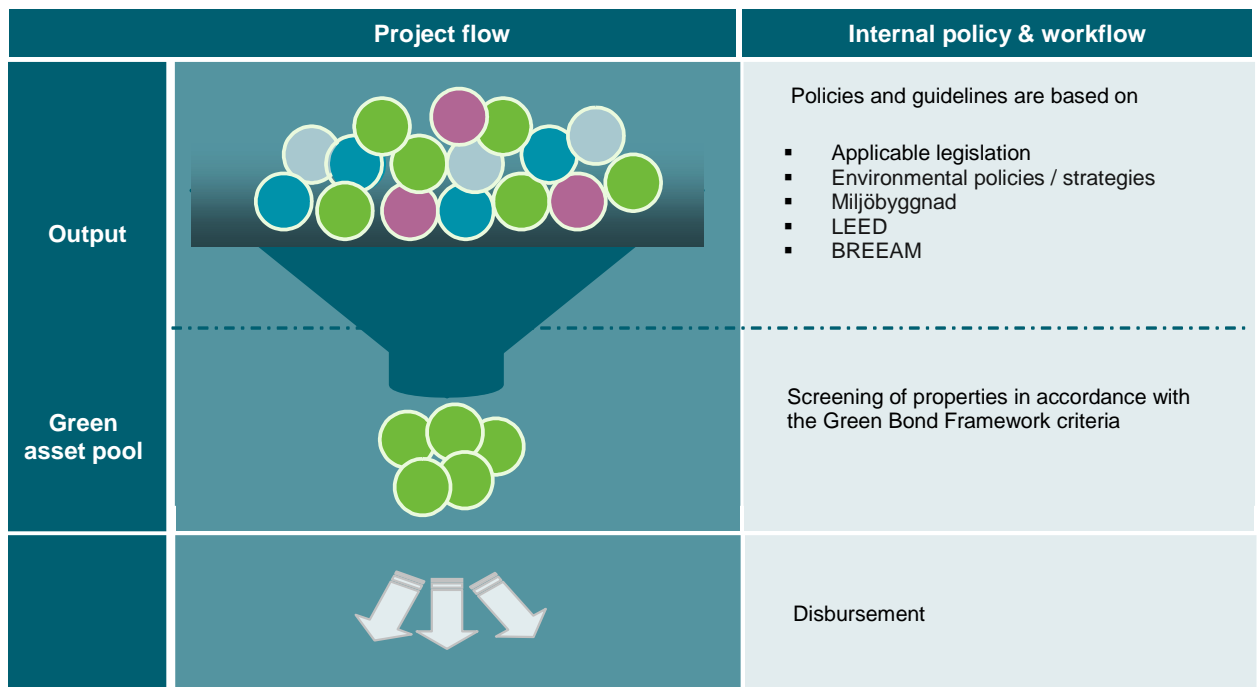 Project flow
Internal policy & workflow
Output
Policies and guidelines are based on
▪ Applicable legislation
▪ Environmental policies / strategies
▪ Miljöbyggnad
▪ LEED
▪ BREEAM
Green
asset pool
Screening of properties in accordance with
the Green Bond Framework criteria
Disbursement